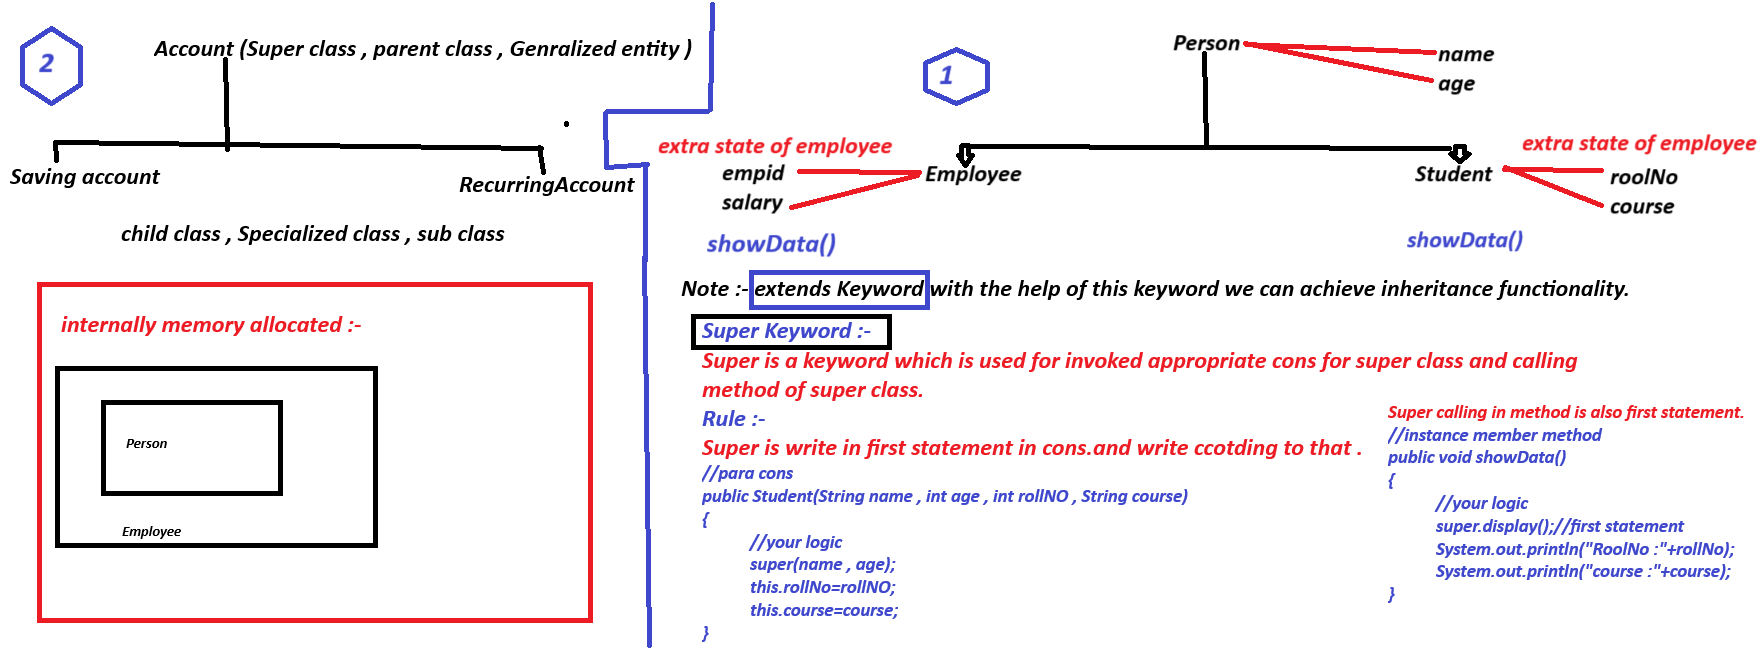 2
Account (Super class , parent class , Genralized entity )
Saving account
RecurringAccount
child class , Specialized class , sub class
internally memory allocated :-
Person
Employee
1
Person
name
age
extra state of employee
empid
salary
Employee
showData()
extra state of employee
Student
roolNo
course
showData()
Note :- extends Keyword with the help of this keyword we can achieve inheritance functionality.
Super Keyword :-
Super is a keyword which is used for invoked appropriate cons for super class and calling
method of super class.
Rule :-
Super is write in first statement in cons.and write ccotding to that .
//para cons
public Student(String name , int age , int rollNO , String course)
{
//your logic
super(name , age);
this.rollNo=rollNO;
this.course=course;
}
Super calling in method is also first statement.
//instance member method
public void showData()
{
//your logic
super.display();//first statement
System.out.println("RoolNo :"+rollNo);
System.out.println("course :"+course);
}